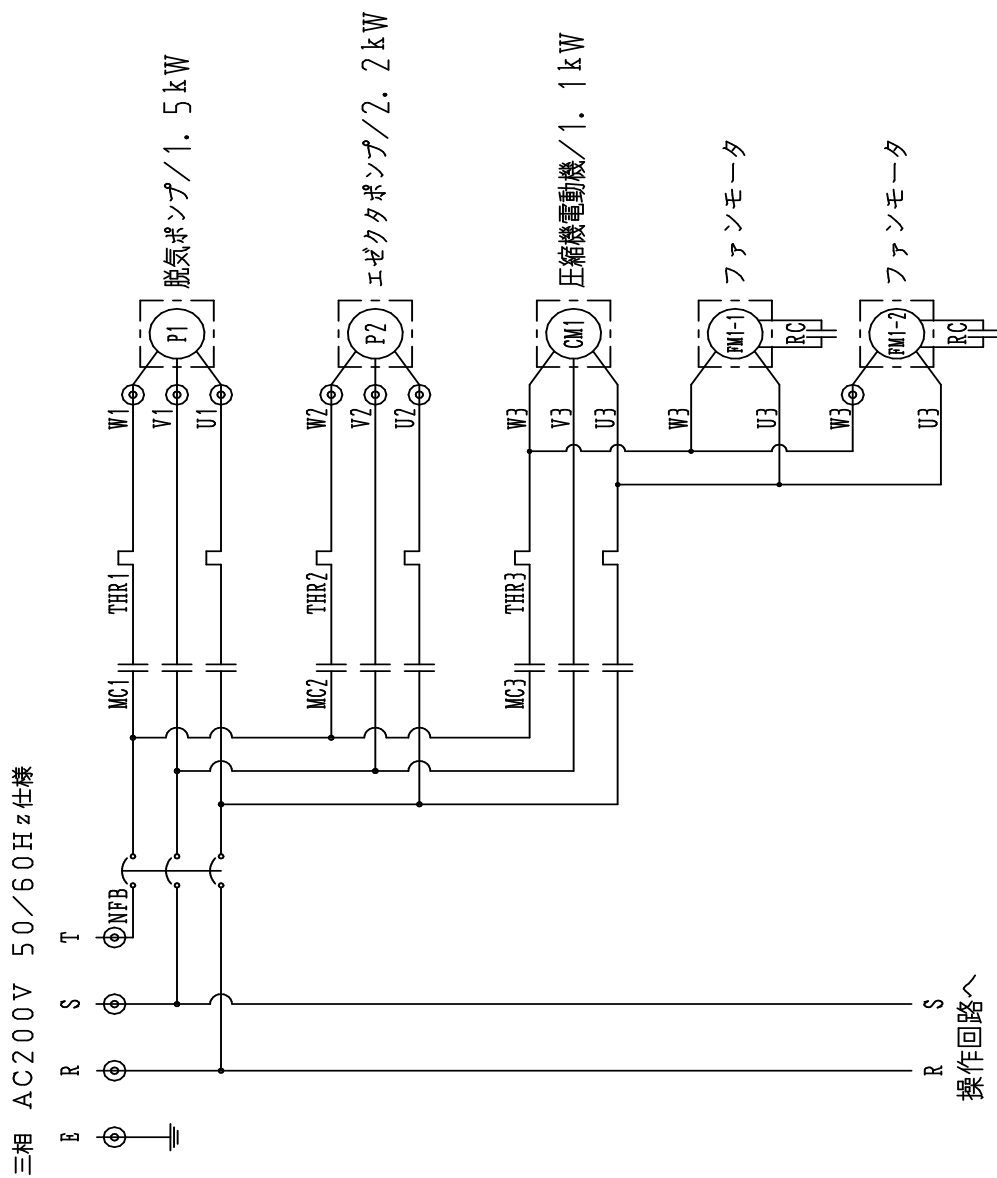 三相 AC200V 50/60Hz仕様
E
R
S
T
NFB
MC1
THR1
W1
V1
U1
P1
脱気ポンプ/1.5kW
MC2
THR2
W2
V2
U2
P2
エゼクタポンプ/2.2kW
MC3
THR3
W3
V3
U3
CM1
圧縮機電動機/1.1kW
W3
U3
FM1-1
RC
ファンモータ
W3
U3
FM1-2
RC
ファンモータ
R
S
操作回路へ